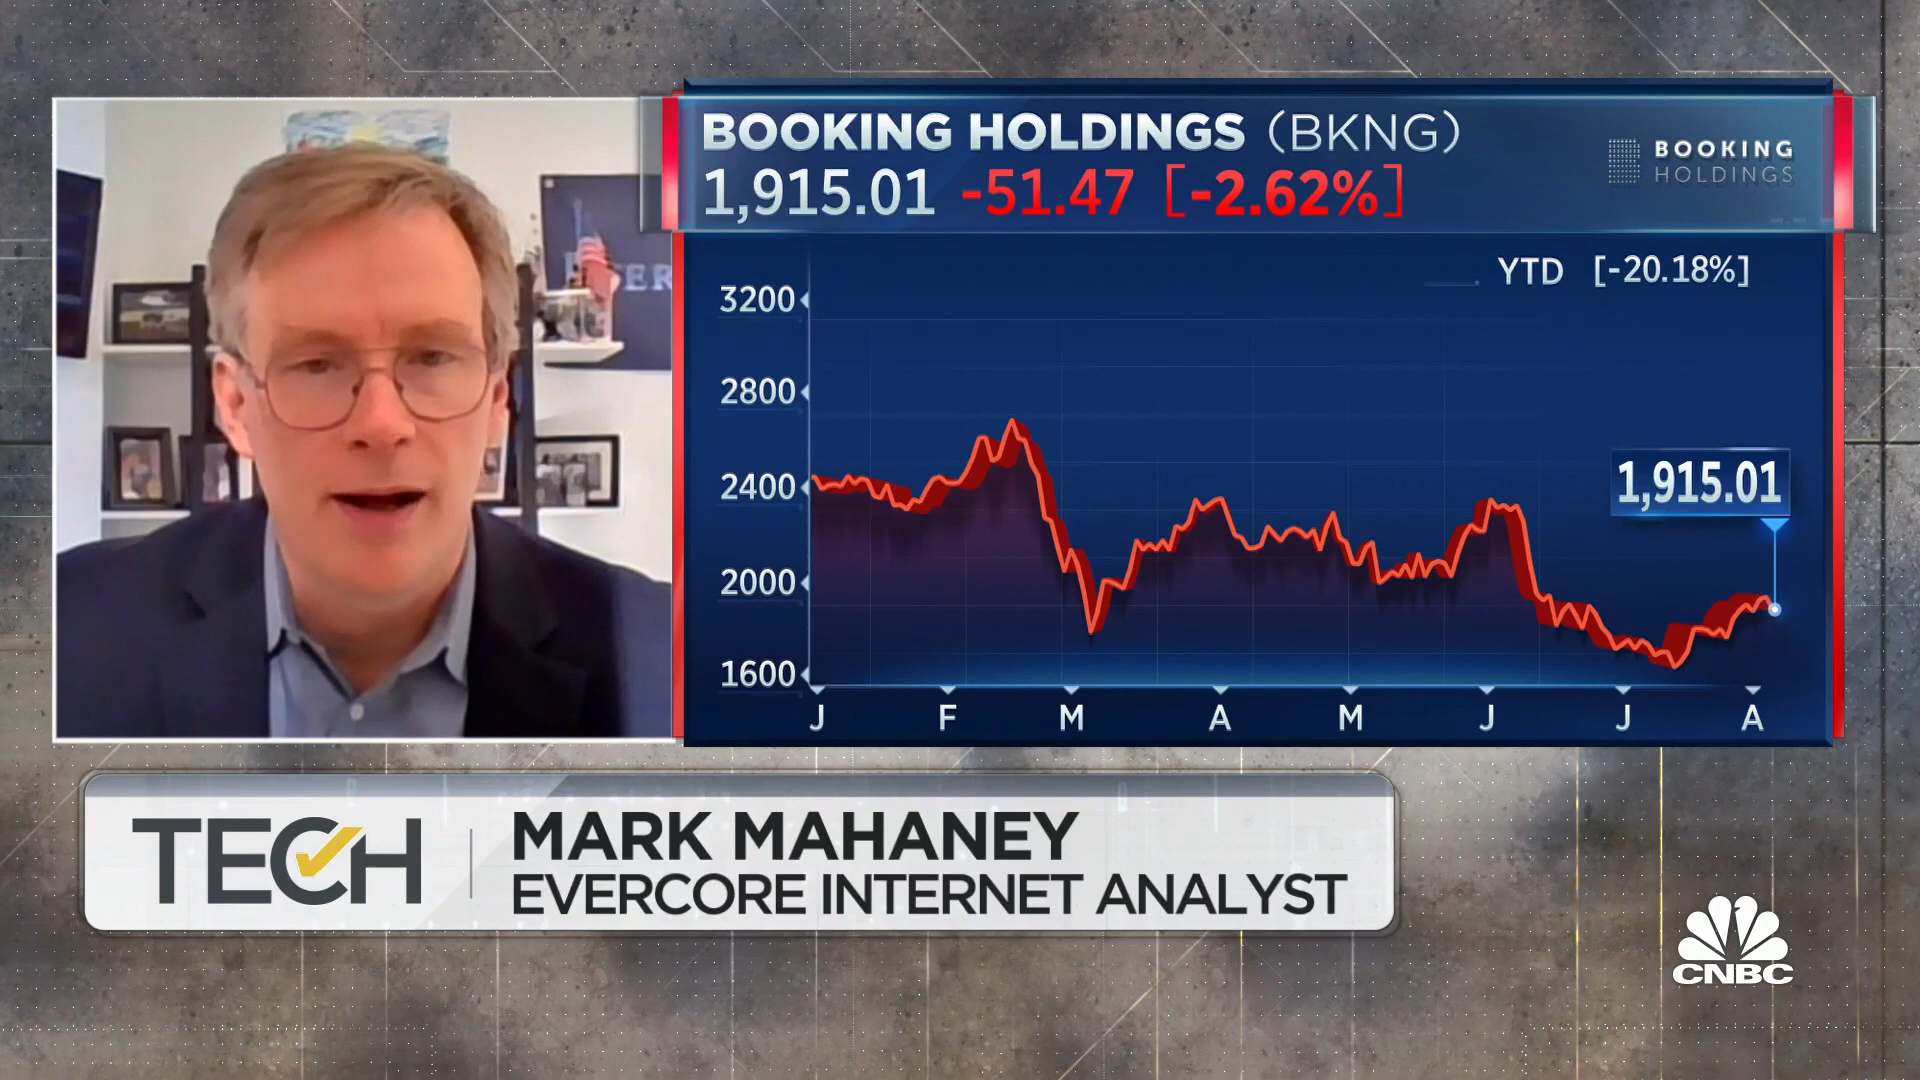 BOOKING HOLDINGS (BKNG)
1,915.01 -51.47 [-2.62%]
BOOKING
HOLDINGS
YTD [-20.18%]
3200
2800
2400
2000
1600
1,915.01
J F M A M J J A
TECH
MARK MAHANEY
EVERCORE INTERNET ANALYST
CNBC